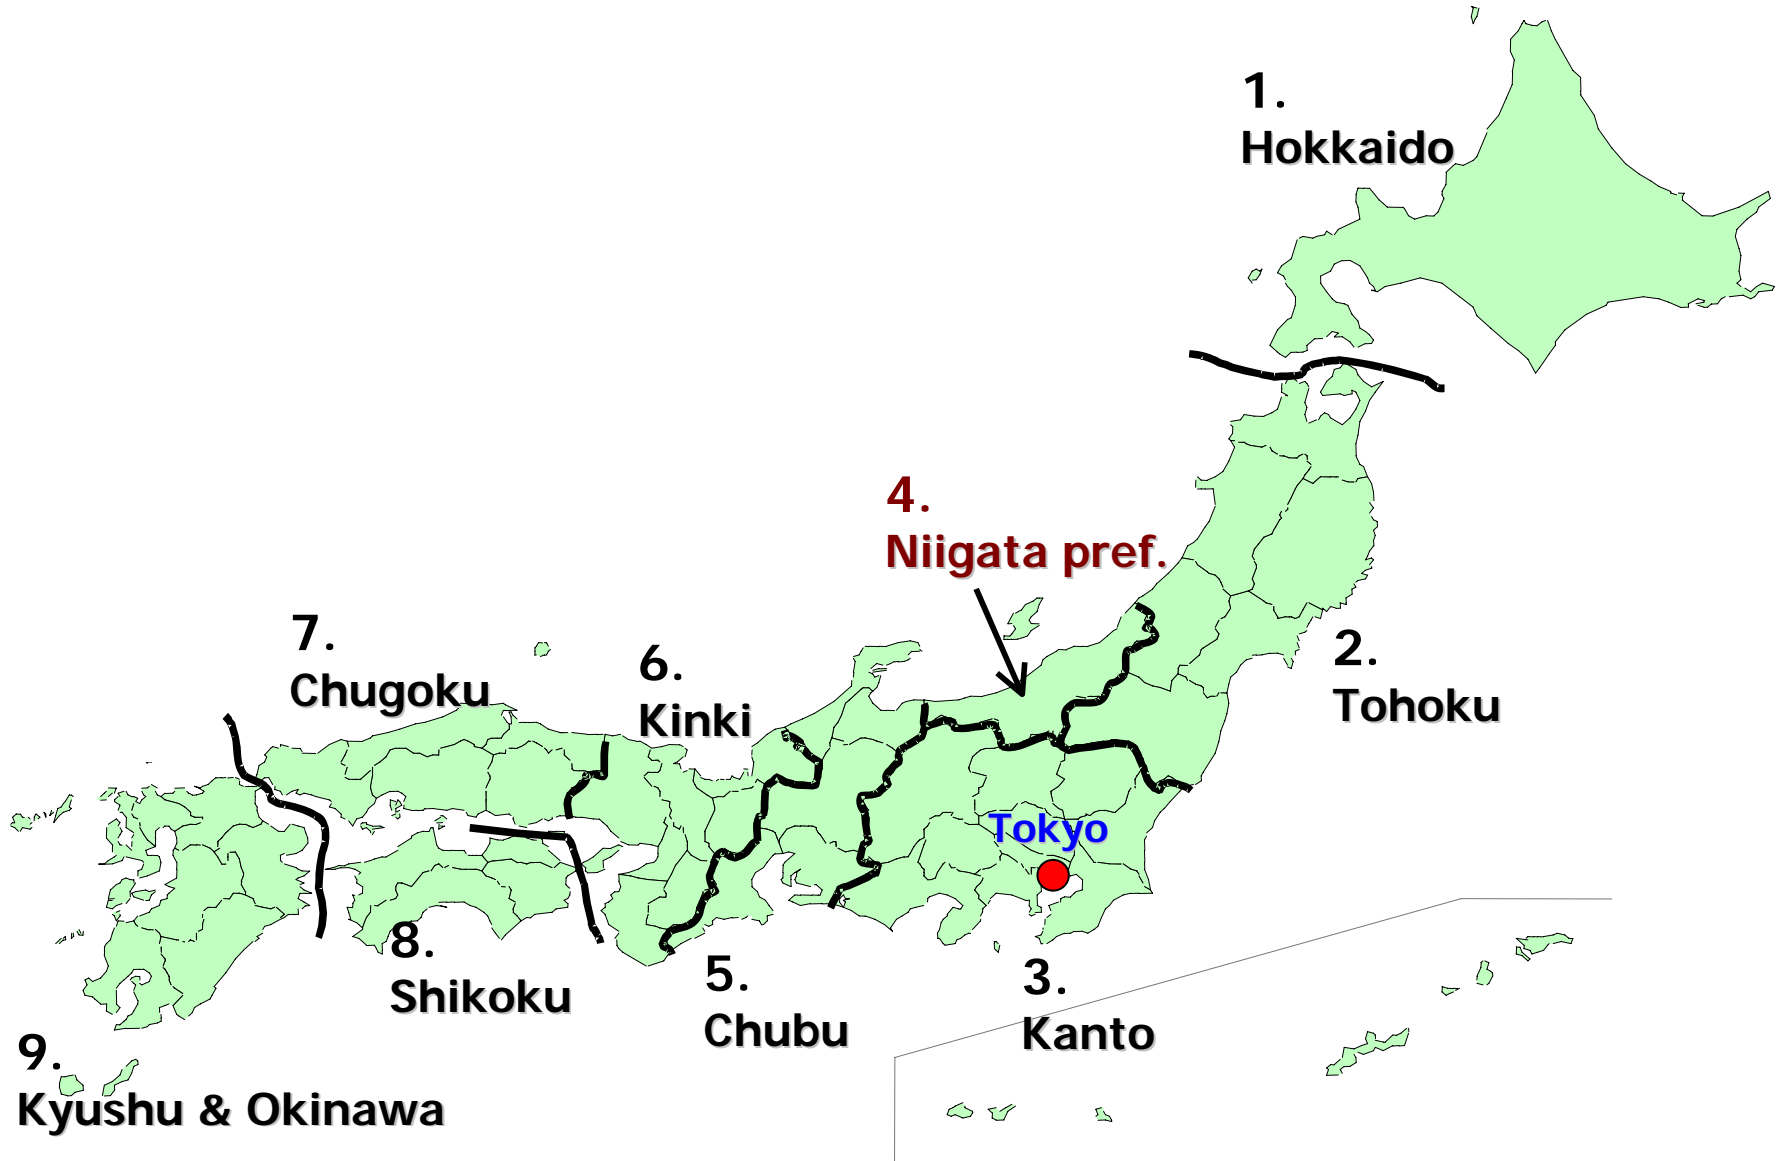 1.
Hokkaido
4.
Niigata pref.
2.
Tohoku
7.
Chugoku
6.
Kinki
Tokyo
8.
Shikoku
5.
Chubu
3.
Kanto
9.
Kyushu & Okinawa